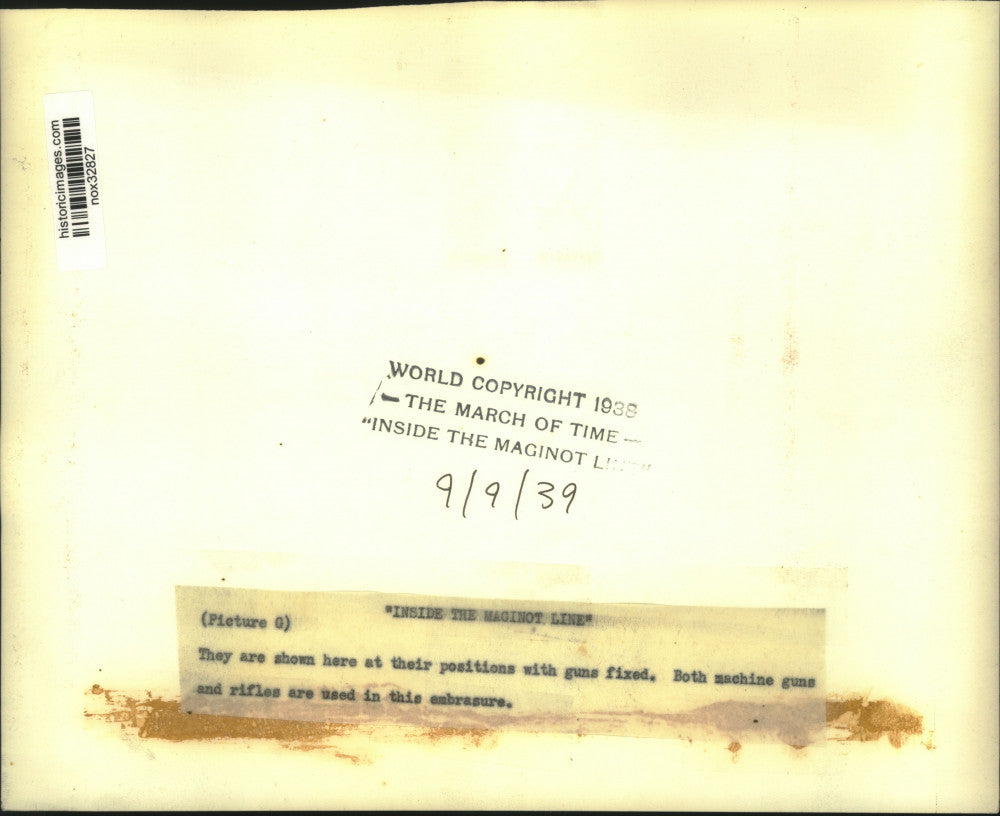 historicimages.com
nox32827
WORLD COPYRIGHT 1938
— THE MARCH OF TIME —
"INSIDE THE MAGINOT
9/9/39
(Picture G) "INSIDE THE MAGINOT LINE"
They are shown here at their positions with guns fixed. Both machine guns
and rifles are used in this embrasure.